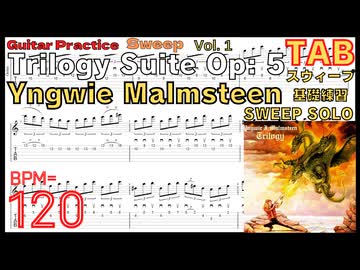 Guitar Practice Sweep Vol. 1 TAB
Trilogy Suite Op: 5
スウィープ
Yngwie Malmsteen 基礎練習
SWEEP SOLO
BPM=
120
Yngwie J. Malmsteen
Trilogy